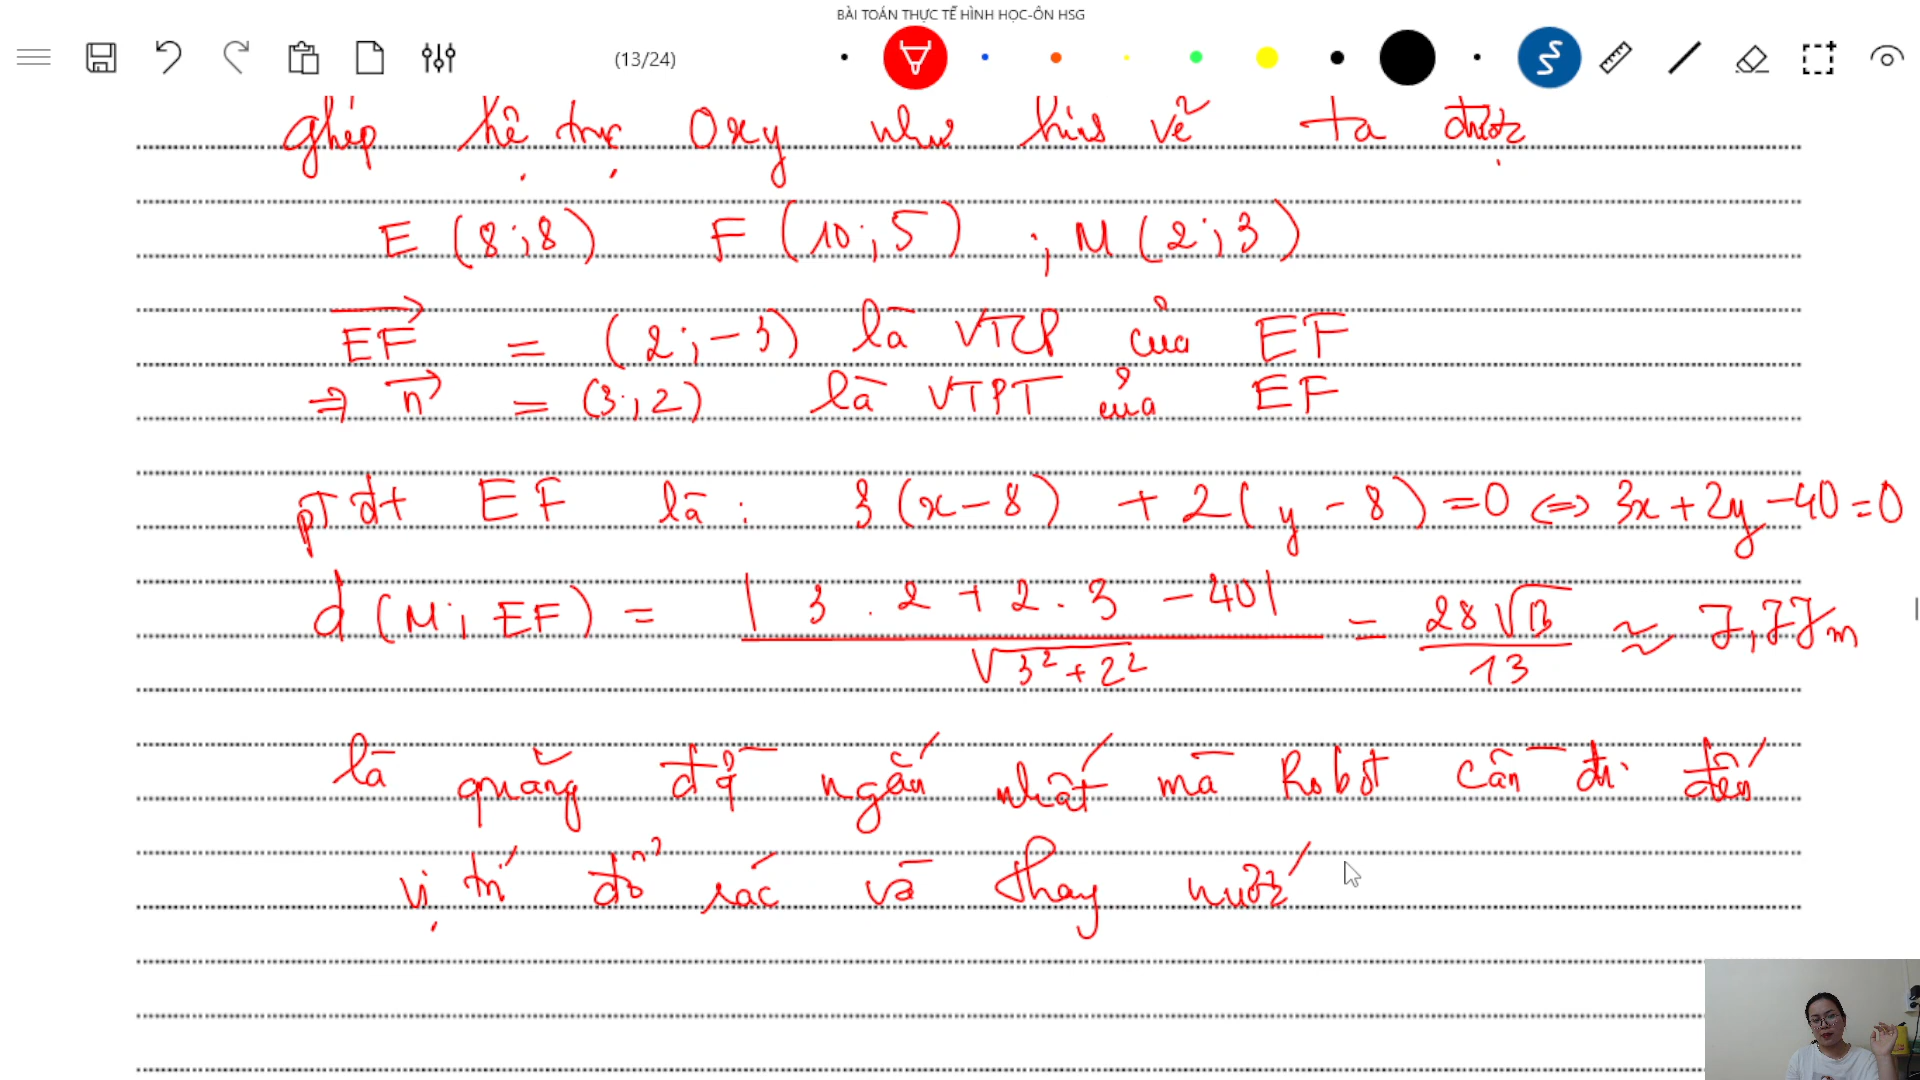 BÀI TOÁN THỰC TẾ HÌNH HỌC-ÔN HSG
(13/24)
ghép hệ trục Oxy như hình vẽ ta được
E (8;8) F (10;5) ; M (2;3)
EF = (2;-3) là VTCP của EF
⇒ n = (3;2) là VTPT của EF
pT đt EF là : 3(x-8) + 2(y-8) =0 ⇔ 3x+2y-40=0
d (M; EF) = |3.2+2.3-40| / √3²+2² = 28√13 / 13 ≈ 7,77m
là quãng đg ngắn nhất mà Robot cần đi đến
vị trí đổ rác và thay nước